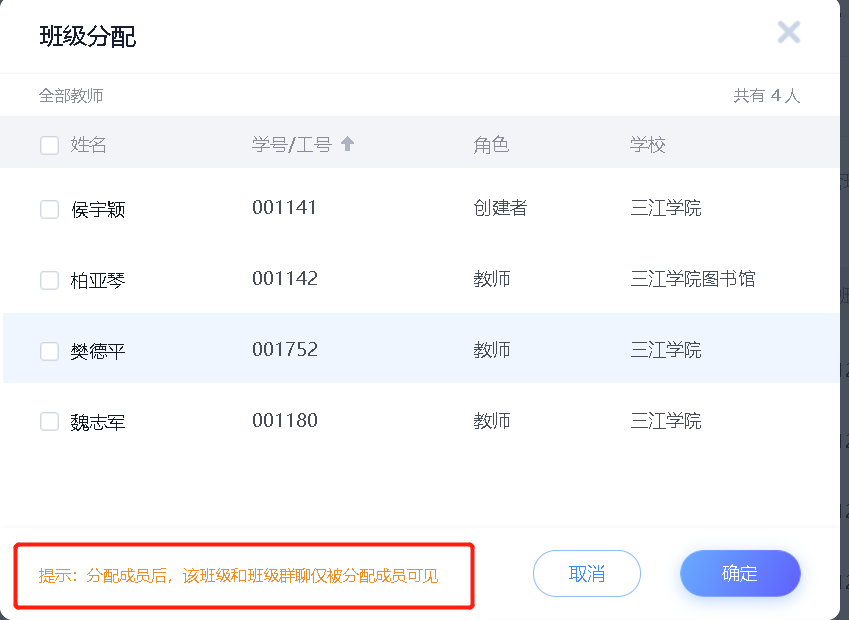 班级分配
全部教师 共有 4 人
姓名 学号/工号 角色 学校
侯宇颖 001141 创建者 三江学院
柏亚琴 001142 教师 三江学院图书馆
樊德平 001752 教师 三江学院
魏志军 001180 教师 三江学院
提示：分配成员后，该班级和班级群聊仅被分配成员可见 取消 确定